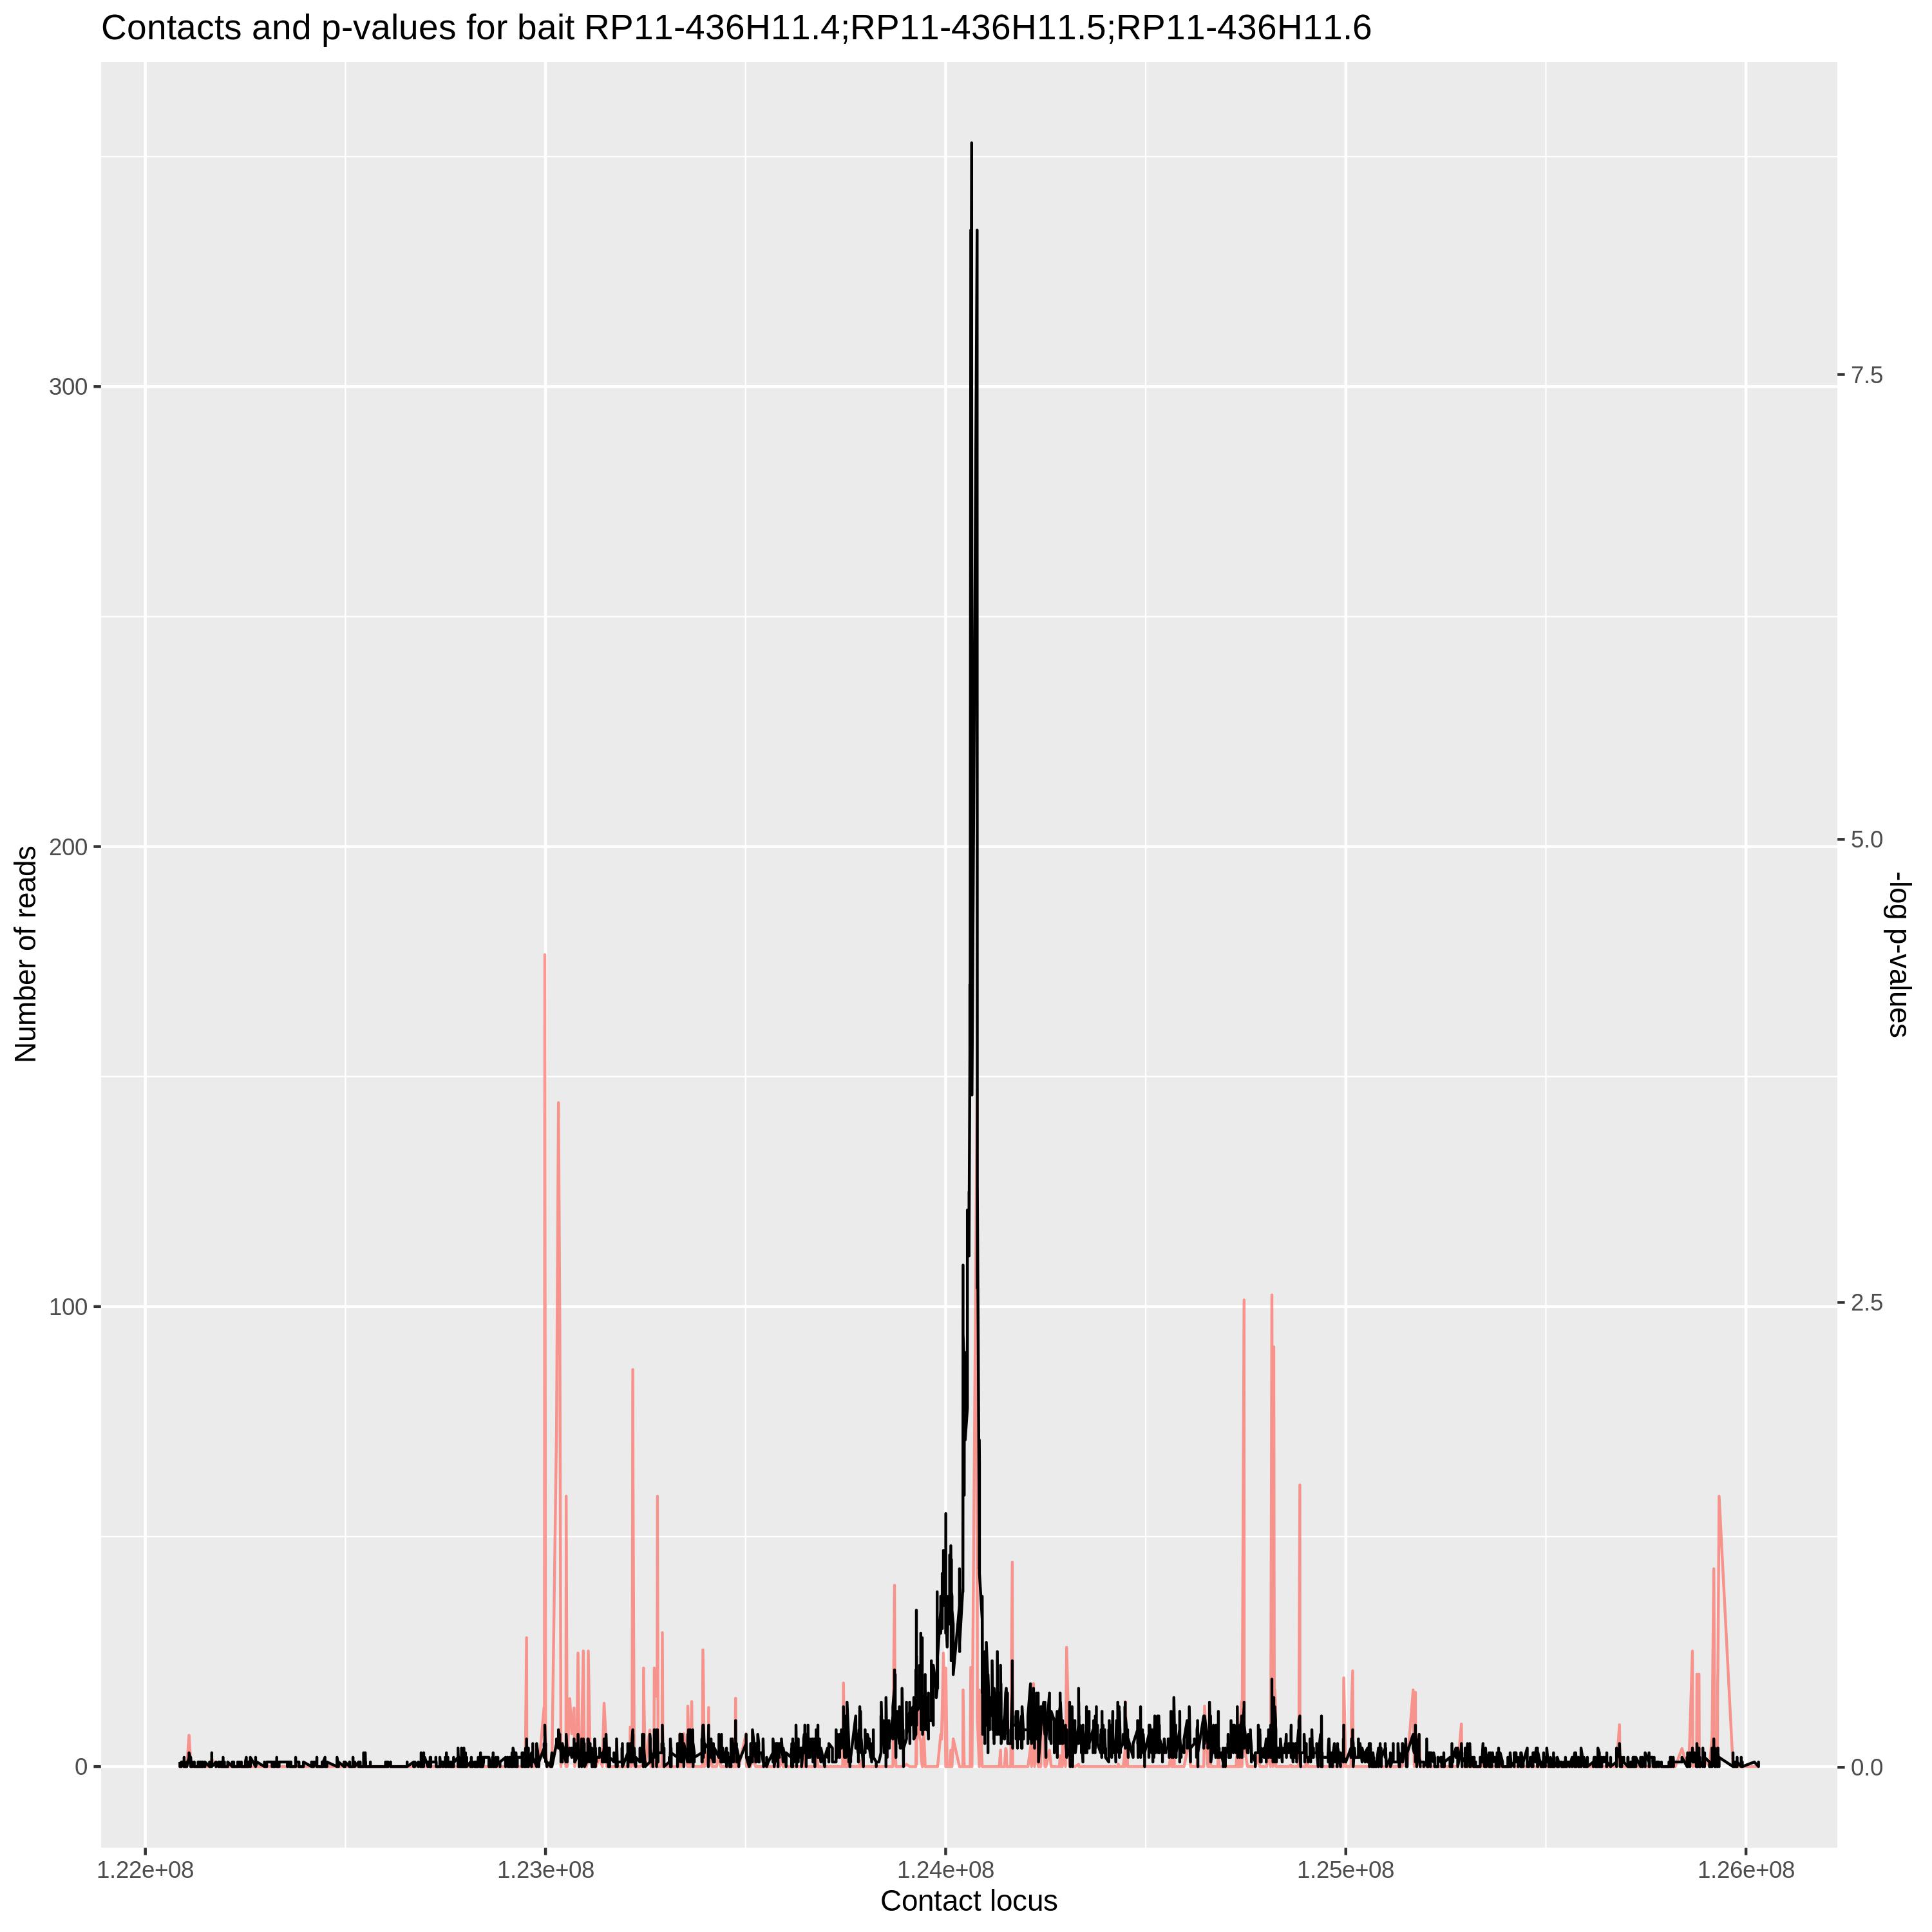 Contacts and p-values for bait RP11-436H11.4;RP11-436H11.5;RP11-436H11.6
Number of reads
300
200
100
0
7.5
5.0
2.5
0.0
-log p-values
1.22e+08 1.23e+08 1.24e+08 1.25e+08 1.26e+08
Contact locus